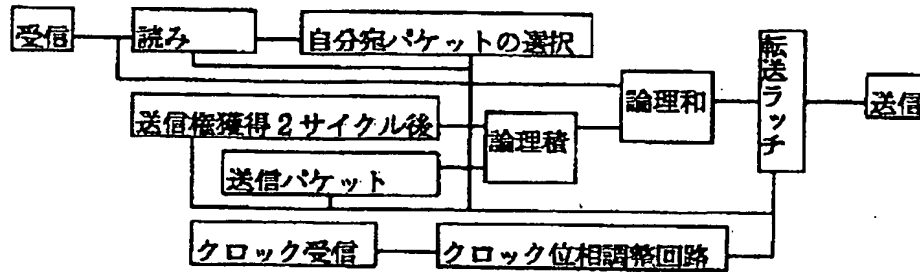 受信
読み
自分宛パケットの選択
転送ラッチ
論理和
送信
送信権獲得2サイクル後
論理積
送信パケット
クロック受信
クロック位相調整回路